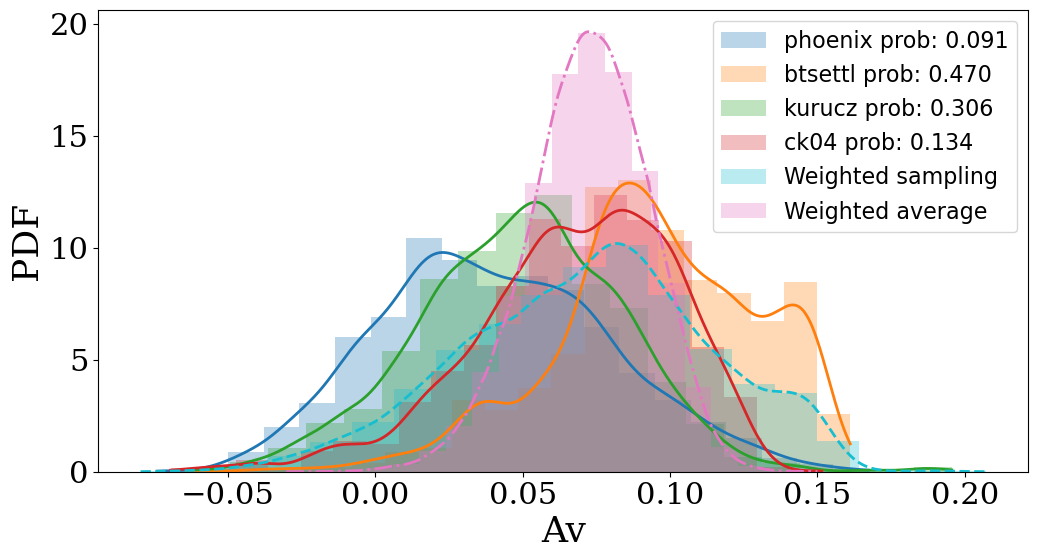 20
15
10
5
0
PDF
phoenix prob: 0.091
btsettl prob: 0.470
kurucz prob: 0.306
ck04 prob: 0.134
Weighted sampling
Weighted average
−0.05 0.00 0.05 0.10 0.15 0.20
Av